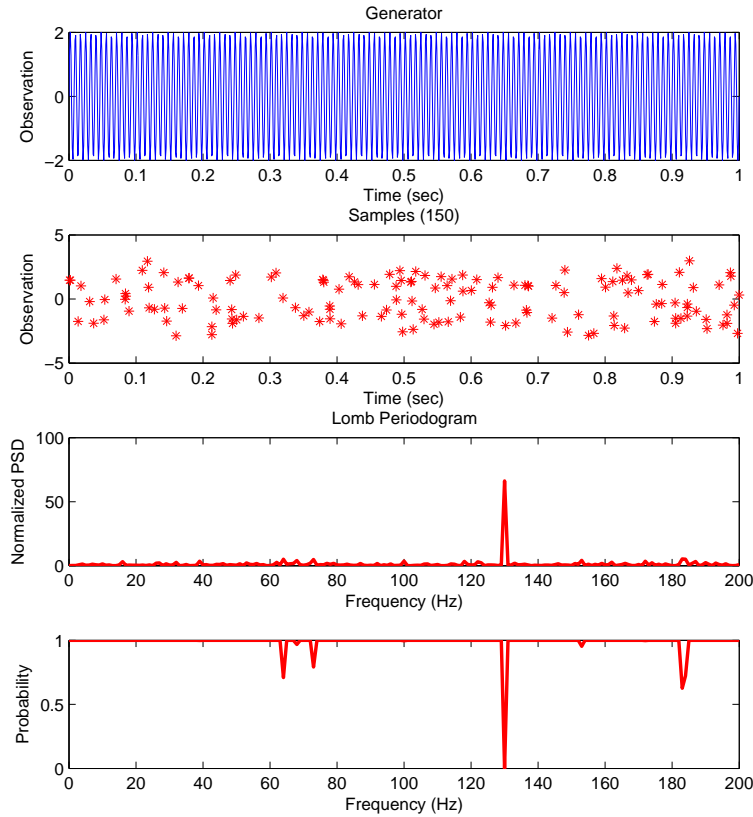 Generator
Observation
2
0
−2
0 0.1 0.2 0.3 0.4 0.5 0.6 0.7 0.8 0.9 1
Time (sec)
Samples (150)
Observation
5
0
−5
0 0.1 0.2 0.3 0.4 0.5 0.6 0.7 0.8 0.9 1
Time (sec)
Lomb Periodogram
Normalized PSD
100
50
0
0 20 40 60 80 100 120 140 160 180 200
Frequency (Hz)
Probability
1
0.5
0
0 20 40 60 80 100 120 140 160 180 200
Frequency (Hz)